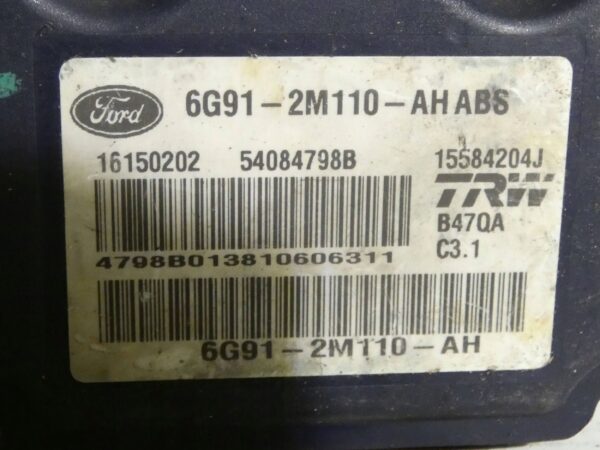 Ford 6G91-2M110-AH ABS
16150202 54084798B 15584204J
TRW
B47QA
C3.1
4798B013810606311
6G91-2M110-AH